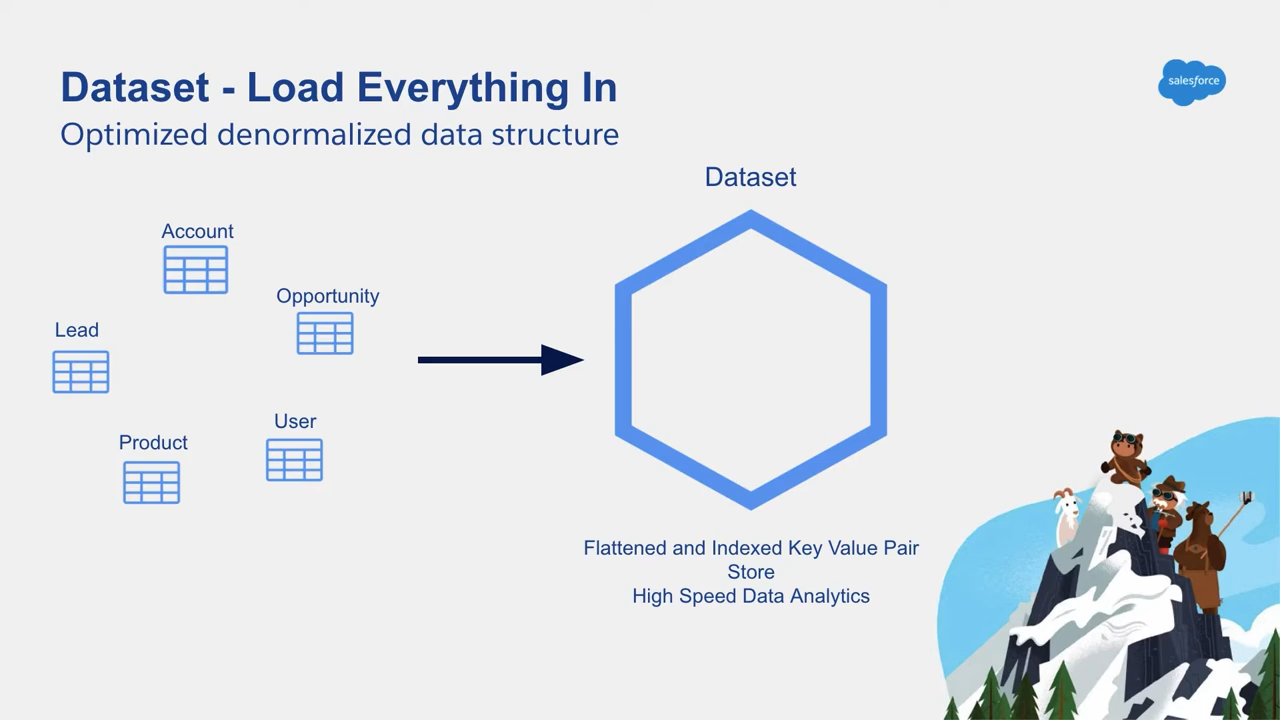 Dataset - Load Everything In
salesforce
Optimized denormalized data structure
Dataset
Account
Opportunity
Lead
User
Product
Flattened and Indexed Key Value Pair
Store
High Speed Data Analytics